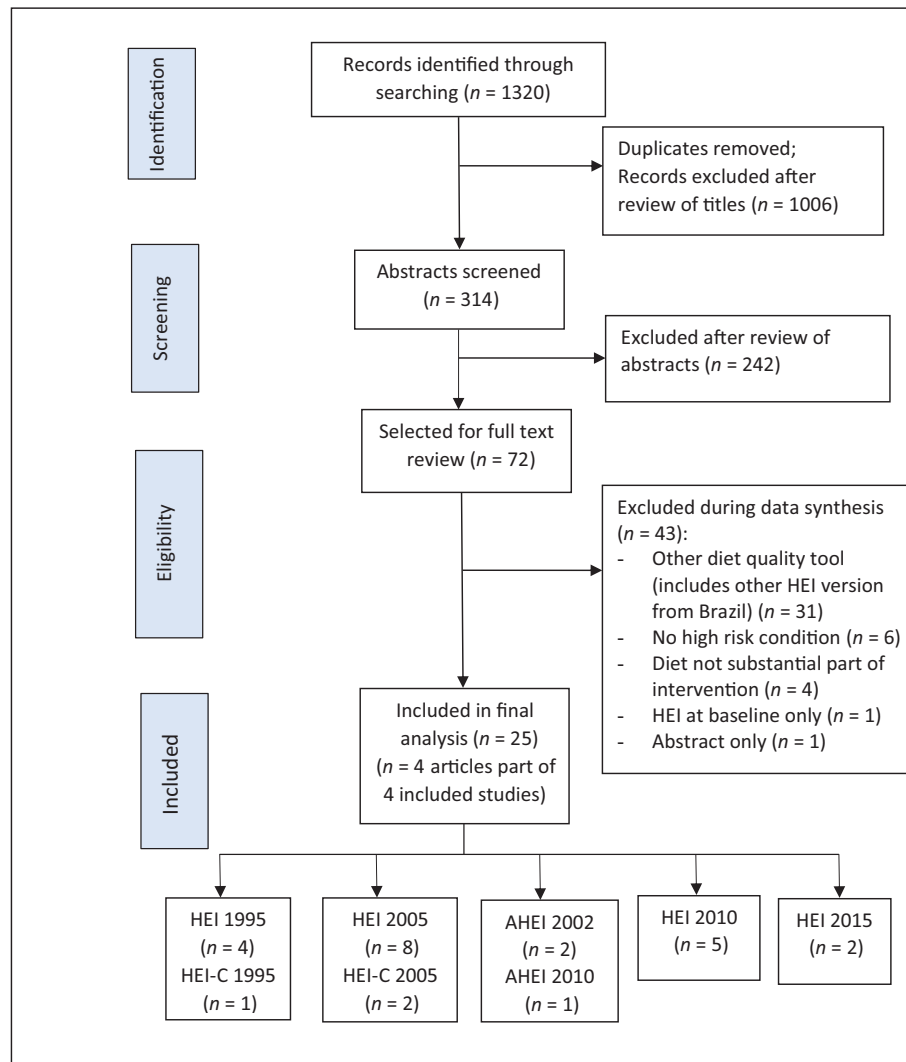 Identification
Records identified through
searching (n = 1320)
Duplicates removed;
Records excluded after
review of titles (n = 1006)
Screening
Abstracts screened
(n = 314)
Excluded after review of
abstracts (n = 242)
Eligibility
Selected for full text
review (n = 72)
Excluded during data synthesis
(n = 43):
- Other diet quality tool
(includes other HEI version
from Brazil) (n = 31)
- No high risk condition (n = 6)
- Diet not substantial part of
intervention (n = 4)
- HEI at baseline only (n = 1)
- Abstract only (n = 1)
Included
Included in final
analysis (n = 25)
(n = 4 articles part of
4 included studies)
HEI 1995
(n = 4)
HEI-C 1995
(n = 1)
HEI 2005
(n = 8)
HEI-C 2005
(n = 2)
AHEI 2002
(n = 2)
AHEI 2010
(n = 1)
HEI 2010
(n = 5)
HEI 2015
(n = 2)